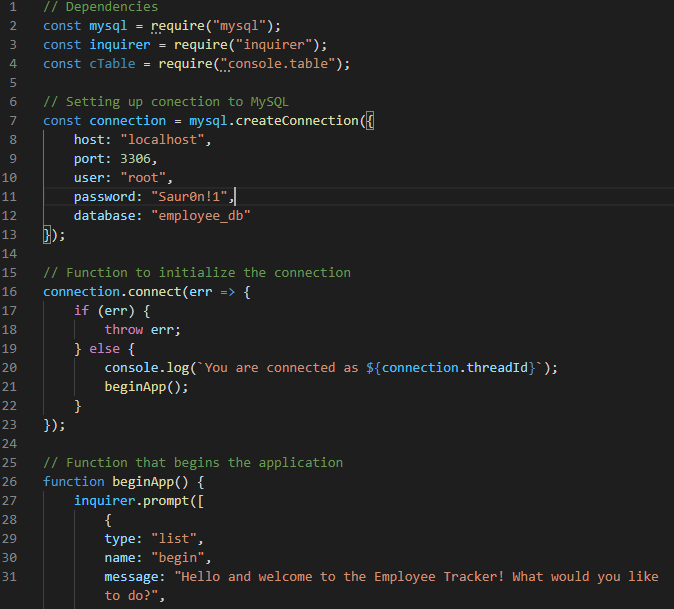 1 // Dependencies
2 const mysql = require("mysql");
3 const inquirer = require("inquirer");
4 const cTable = require("console.table");
5
6 // Setting up conection to MySQL
7 const connection = mysql.createConnection({
8     host: "localhost",
9     port: 3306,
10     user: "root",
11     password: "Saur0n!1",
12     database: "employee_db"
13 });
14
15 // Function to initialize the connection
16 connection.connect(err => {
17     if (err) {
18         throw err;
19     } else {
20         console.log(`You are connected as ${connection.threadId}`);
21         beginApp();
22     }
23 });
24
25 // Function that begins the application
26 function beginApp() {
27     inquirer.prompt([
28         {
29         type: "list",
30         name: "begin",
31         message: "Hello and welcome to the Employee Tracker! What would you like
to do?",